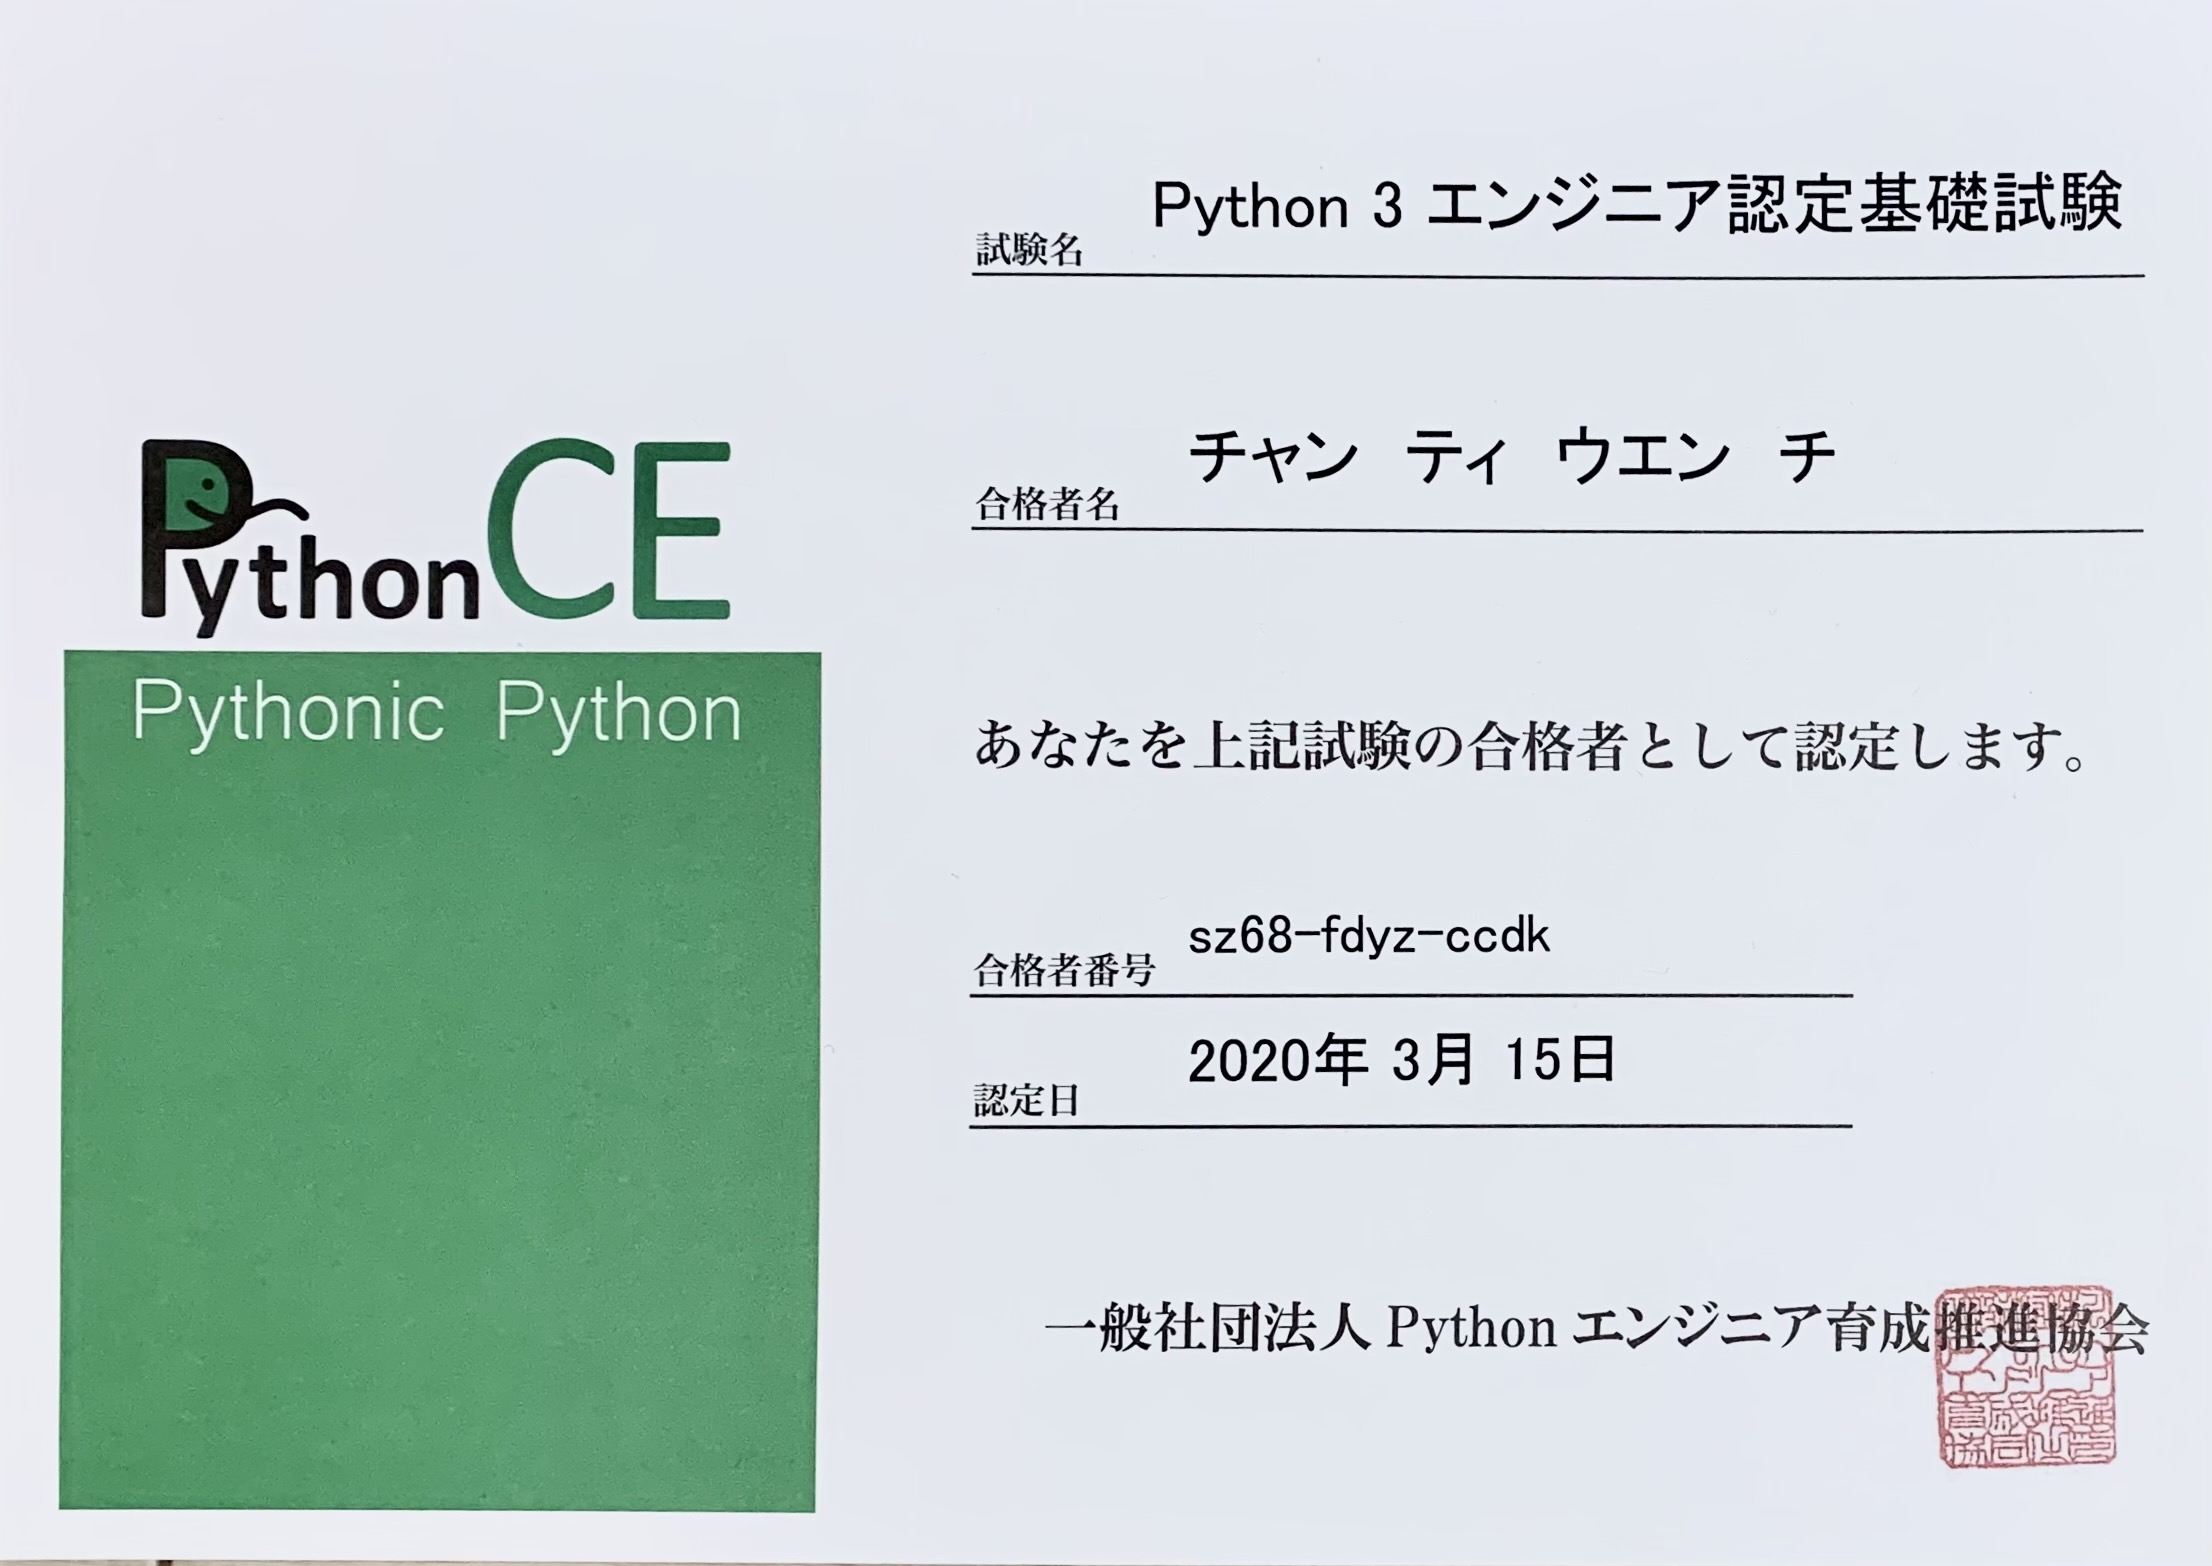 Python 3 エンジニア認定基礎試験
試験名
チャン ティ ウエン チ
合格者名
PythonCE
Pythonic Python
あなたを上記試験の合格者として認定します。
sz68-fdyz-ccdk
合格者番号
2020年 3月 15日
認定日
一般社団法人 Python エンジニア育成推進協会